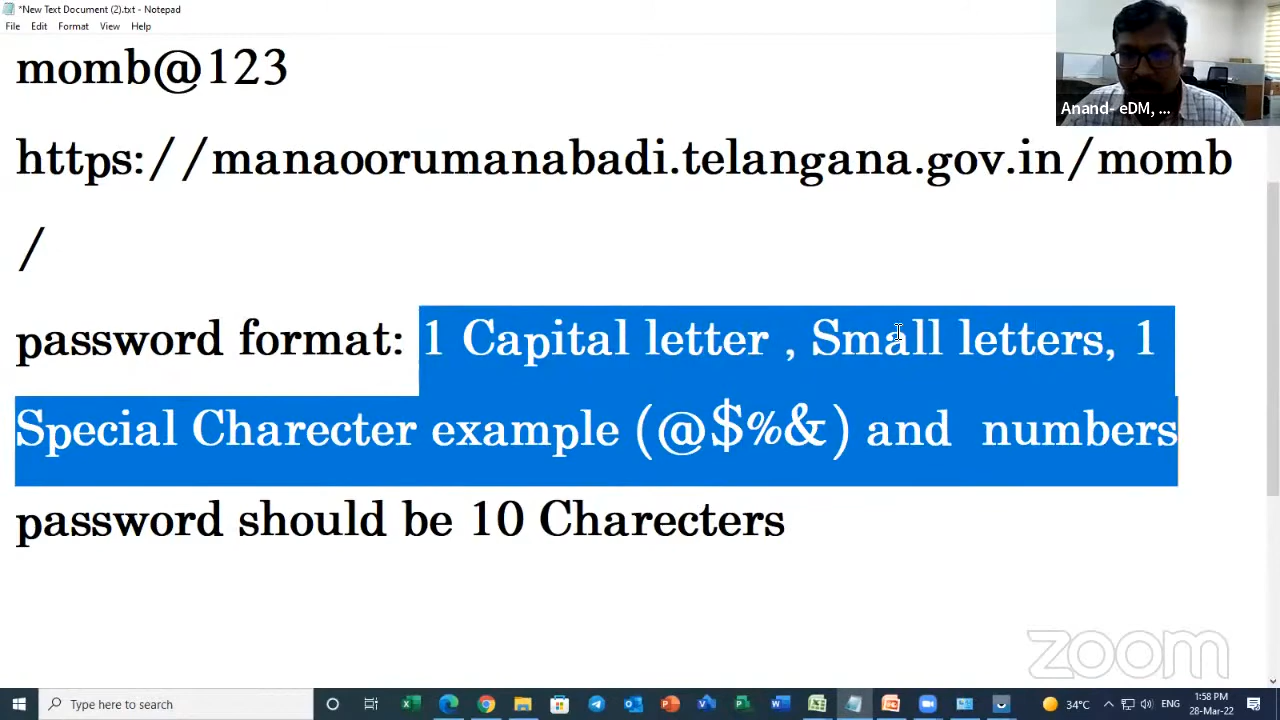 *New Text Document (2).txt - Notepad
File Edit Format View Help
momb@123
https://manaoorumanabadi.telangana.gov.in/momb
/
password format: 1 Capital letter , Small letters, 1
Special Charecter example (@$%&) and  numbers
password should be 10 Charecters
Anand- eDM, ...
zoom
Type here to search
34°C
ENG
1:58 PM
28-Mar-22